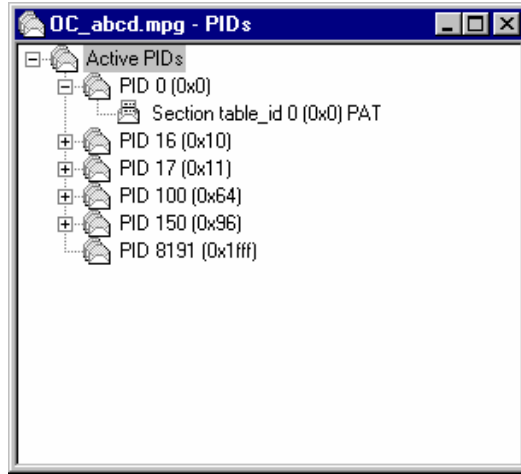 OC_abcd.mpg - PIDs
Active PIDs
PID 0 (0x0)
Section table_id 0 (0x0) PAT
PID 16 (0x10)
PID 17 (0x11)
PID 100 (0x64)
PID 150 (0x96)
PID 8191 (0x1fff)